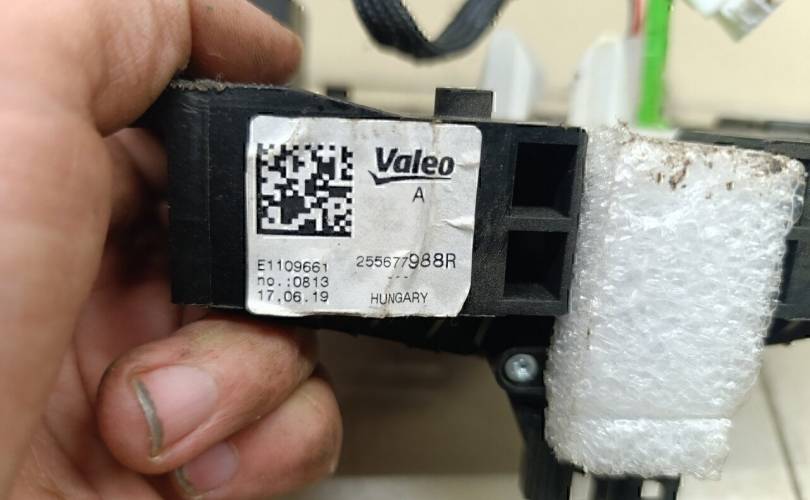 Valeo
A
E1109661 255677988R
no.:0813 ---
17.06.19 HUNGARY